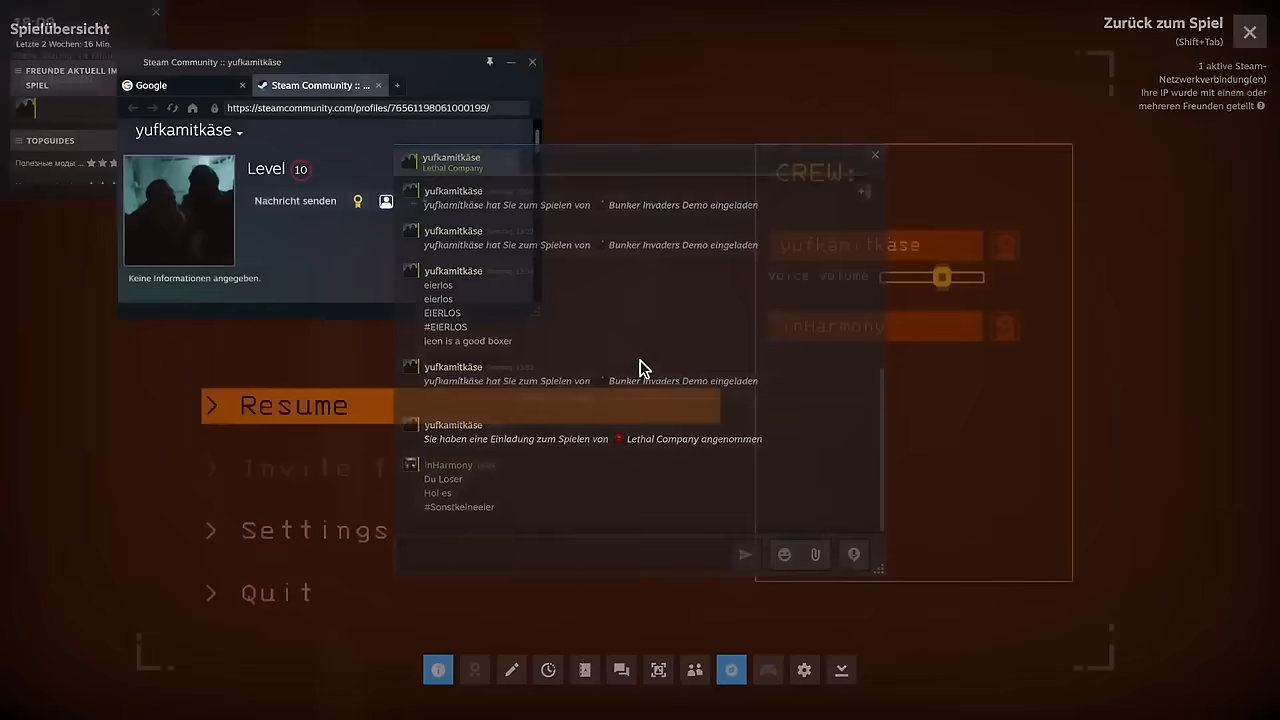 18:00
Spielübersicht
Letzte 2 Wochen: 16 Min.
FREUNDE AKTUELL IM
SPIEL
TOPGUIDES
Полезные моды ...
Steam Community :: yufkamitkäse
Google
Steam Community :: ...
https://steamcommunity.com/profiles/76561198061000199/
yufkamitkäse
Level 10
Nachricht senden
Keine Informationen angegeben.
yufkamitkäse
Lethal Company
yufkamitkäse
yufkamitkäse hat Sie zum Spielen von Bunker Invaders Demo eingeladen
yufkamitkäse
yufkamitkäse hat Sie zum Spielen von Bunker Invaders Demo eingeladen
yufkamitkäse
eierlos
eierlos
EIERLOS
#EIERLOS
leon is a good boxer
yufkamitkäse
yufkamitkäse hat Sie zum Spielen von Bunker Invaders Demo eingeladen
yufkamitkäse
Sie haben eine Einladung zum Spielen von Lethal Company angenommen
inHarmony
Du Loser
Hol es
#Sonstkeineeier
Zurück zum Spiel
(Shift+Tab)
1 aktive Steam-
Netzwerkverbindung(en)
Ihre IP wurde mit einem oder
mehreren Freunden geteilt
CREW:
yufkamitkäse
Voice volume
inHarmony
> Resume
> Invite f
> Settings
> Quit